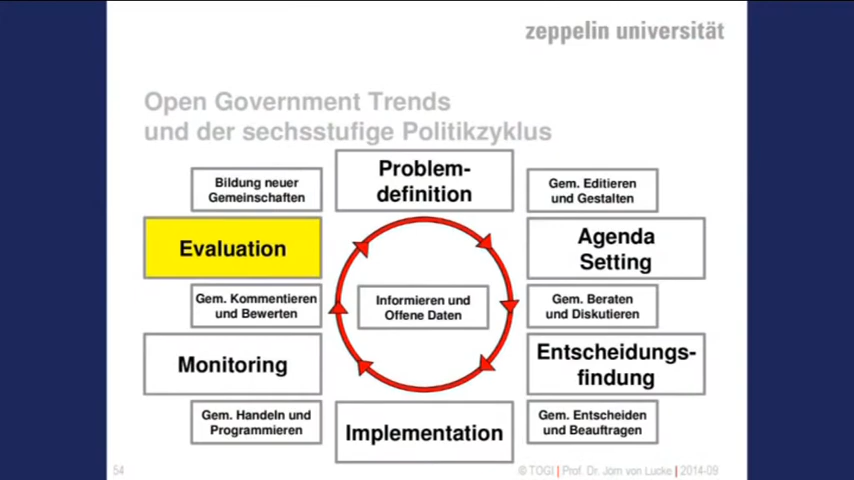 zeppelin universität
Open Government Trends
und der sechsstufige Politikzyklus
Problem-
definition
Bildung neuer
Gemeinschaften
Gem. Editieren
und Gestalten
Evaluation
Agenda
Setting
Gem. Kommentieren
und Bewerten
Informieren und
Offene Daten
Gem. Beraten
und Diskutieren
Monitoring
Entscheidungs-
findung
Gem. Handeln und
Programmieren
Implementation
Gem. Entscheiden
und Beauftragen
54
© TOGI | Prof. Dr. Jörn von Lucke | 2014-09